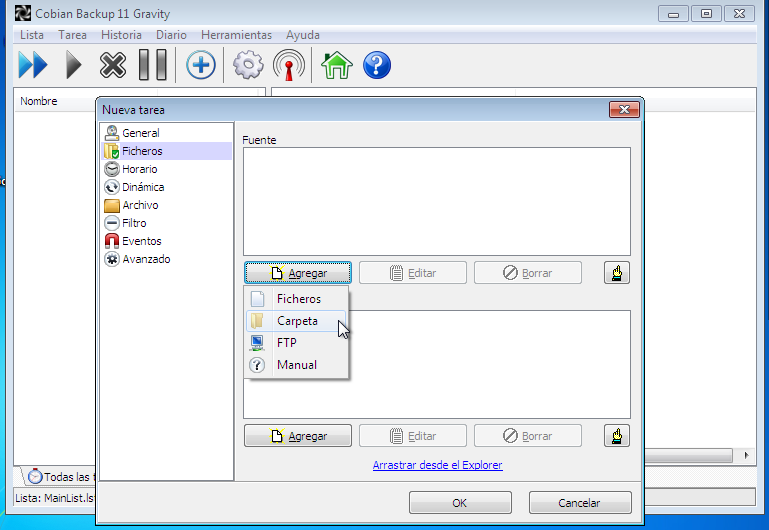 Cobian Backup 11 Gravity
Lista Tarea Historia Diario Herramientas Ayuda
Nombre
Nueva tarea
General
Ficheros
Horario
Dinámica
Archivo
Filtro
Eventos
Avanzado
Fuente
Agregar Editar Borrar
Ficheros
Carpeta
FTP
Manual
Agregar Editar Borrar
Arrastrar desde el Explorer
OK Cancelar
Todas las t
Lista: MainList.ls